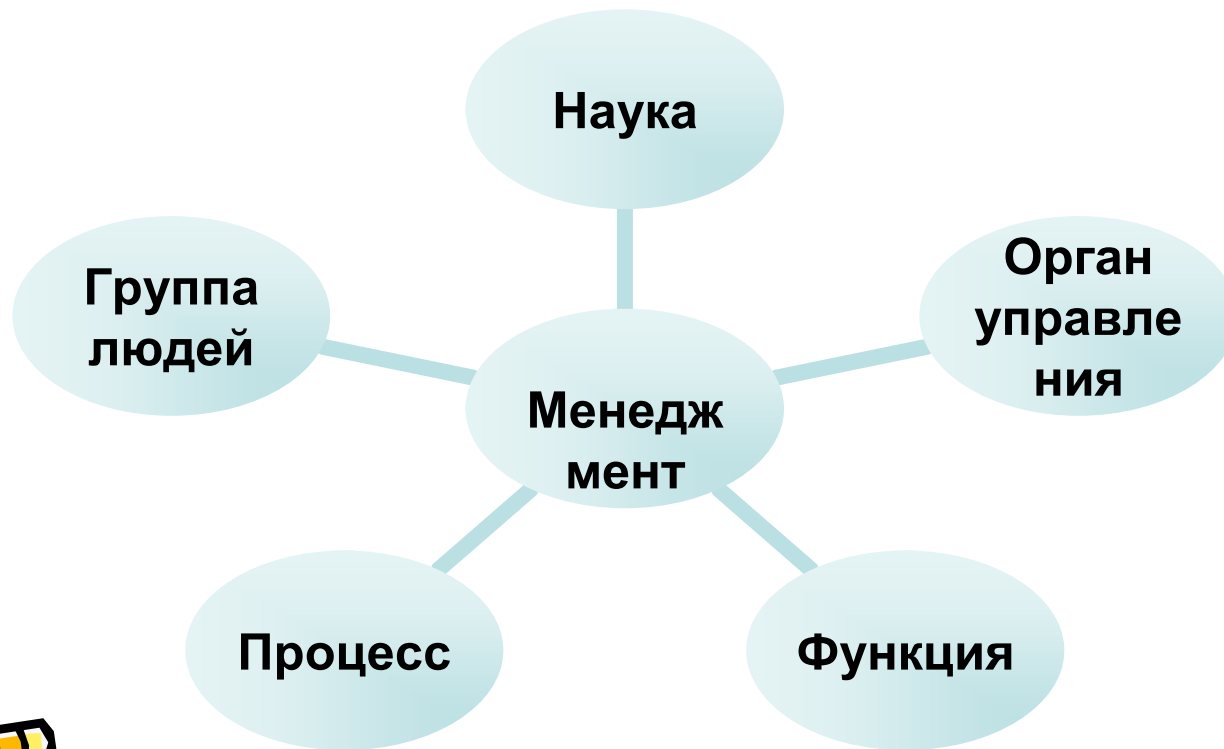 Наука
Группа
людей
Орган
управле
ния
Менедж
мент
Процесс
Функция